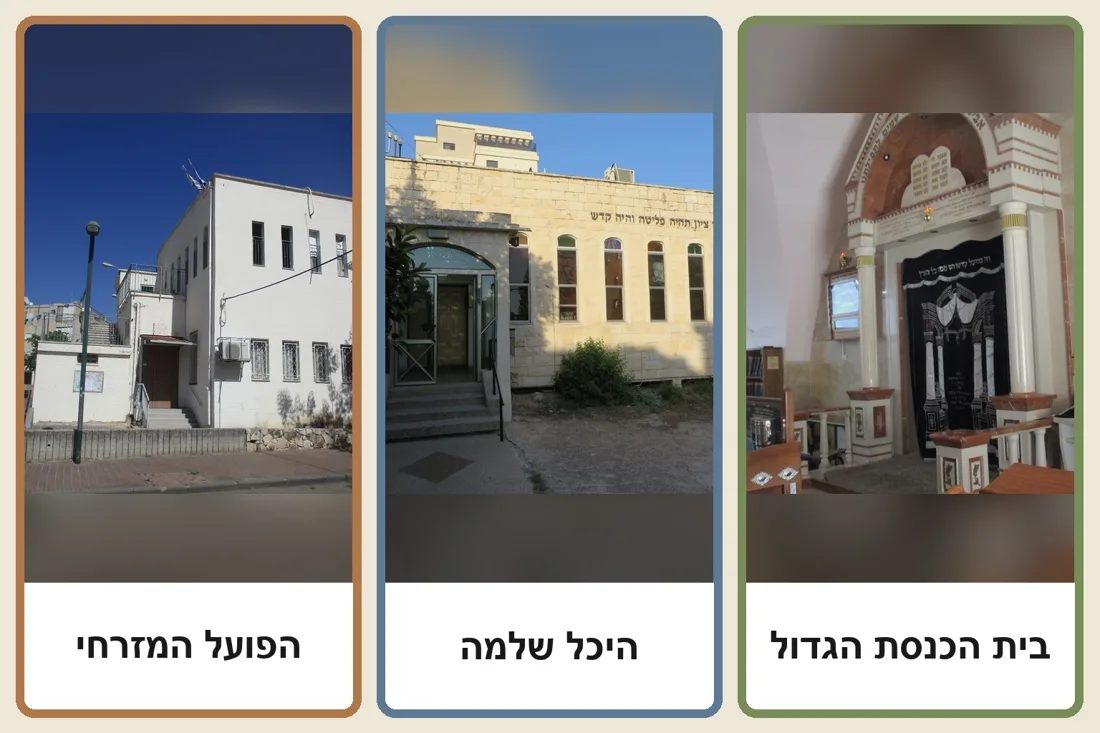 בית הכנסת הגדול
היכל שלמה
הפועל המזרחי
ציון תהיה פליטה והיה קדש